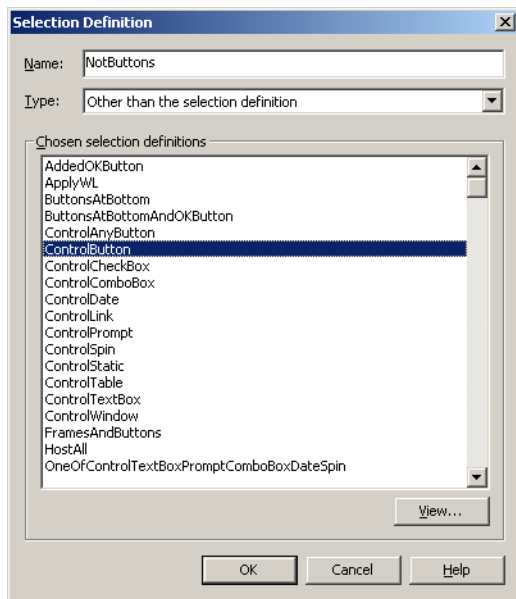 Selection Definition
Name: NotButtons
Type: Other than the selection definition
Chosen selection definitions
AddedOKButton
ApplyWL
ButtonsAtBottom
ButtonsAtBottomAndOKButton
ControlAnyButton
ControlButton
ControlCheckBox
ControlComboBox
ControlDate
ControlLink
ControlPrompt
ControlSpin
ControlStatic
ControlTable
ControlTextBox
ControlWindow
FramesAndButtons
HostAll
OneOfControlTextBoxPromptComboBoxDateSpin
View...
OK Cancel Help